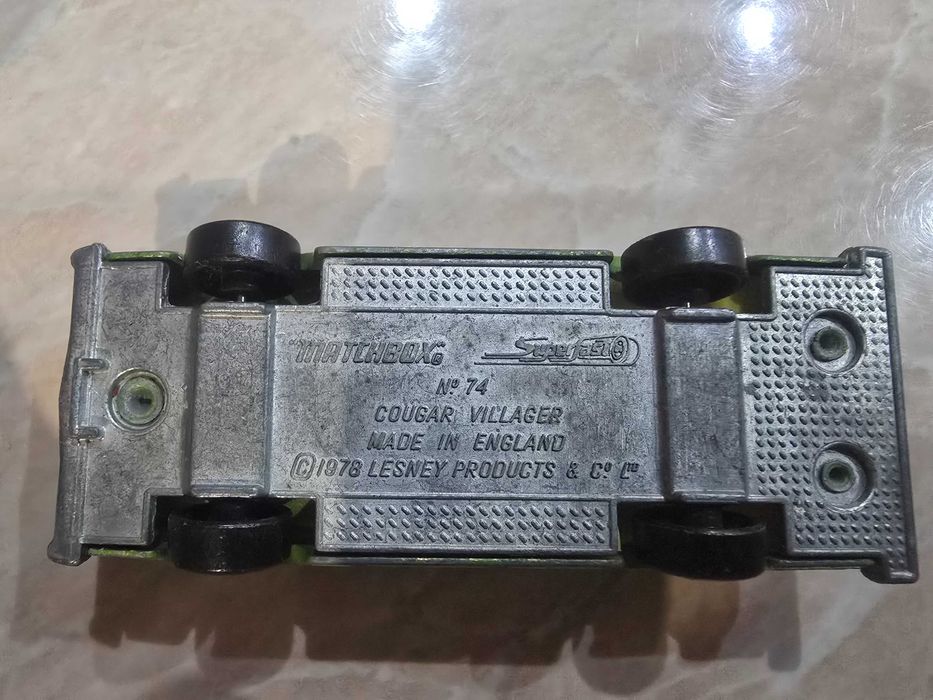 "MATCHBOX"® Superfast
Nº 74
COUGAR VILLAGER
MADE IN ENGLAND
©1978 LESNEY PRODUCTS & Cº Lᵀᴰ